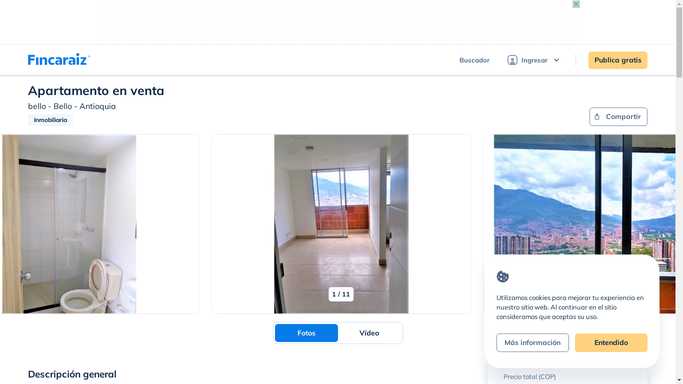 Fincaraiz
Buscador
Ingresar
Publica gratis
Apartamento en venta
bello - Bello - Antioquia
Inmobiliaria
Compartir
1 / 11
Utilizamos cookies para mejorar tu experiencia en
nuestro sitio web. Al continuar en el sitio
consideramos que aceptas su uso.
Más información
Entendido
Fotos
Vídeo
Descripción general
Precio total (COP)